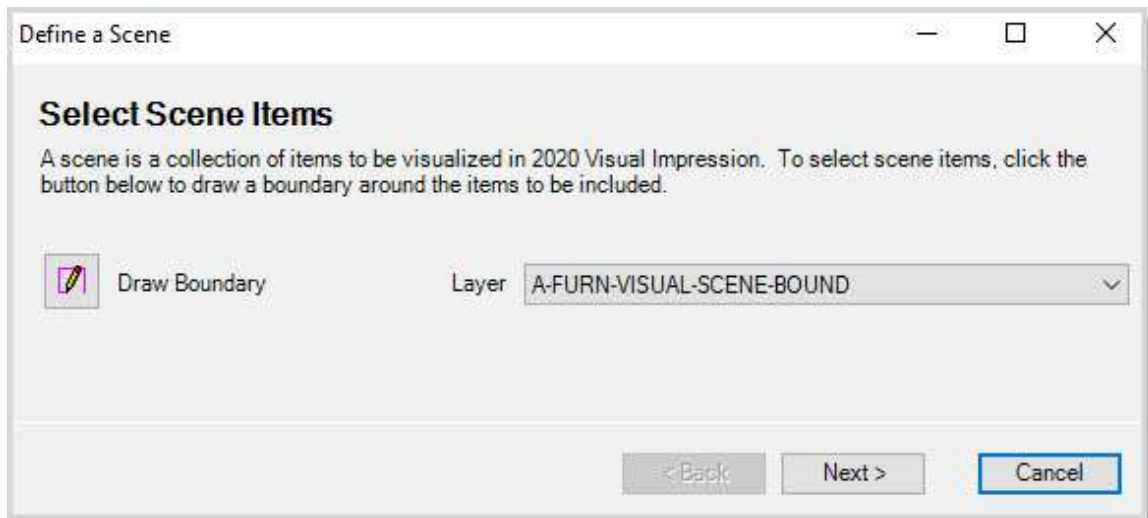 Define a Scene
Select Scene Items
A scene is a collection of items to be visualized in 2020 Visual Impression. To select scene items, click the
button below to draw a boundary around the items to be included.
Draw Boundary Layer A-FURN-VISUAL-SCENE-BOUND
< Back Next > Cancel